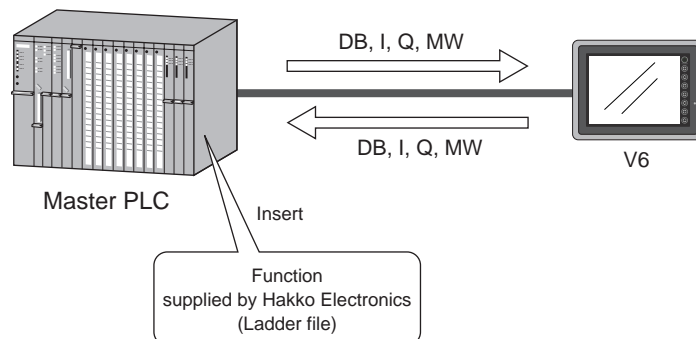 DB, I, Q, MW
DB, I, Q, MW
V6
Master PLC
Insert
Function
supplied by Hakko Electronics
(Ladder file)